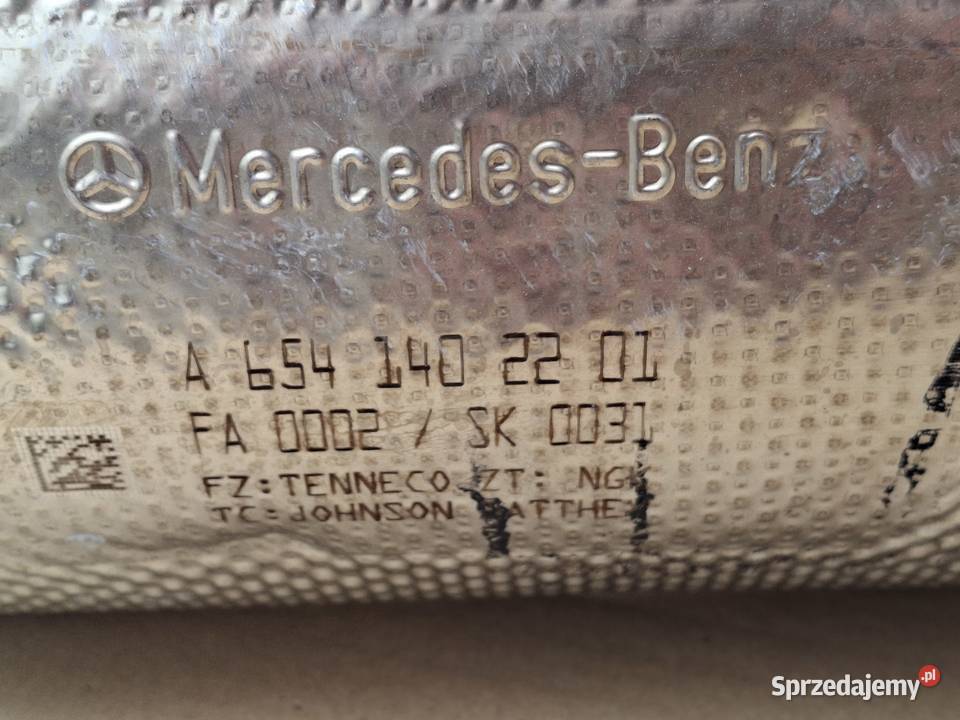 Mercedes-Benz
A 654 140 22 01
FA 0002 / SK 0031
FZ:TENNECO ZT: NGK
TC:JOHNSON
Sprzedajemy.pl